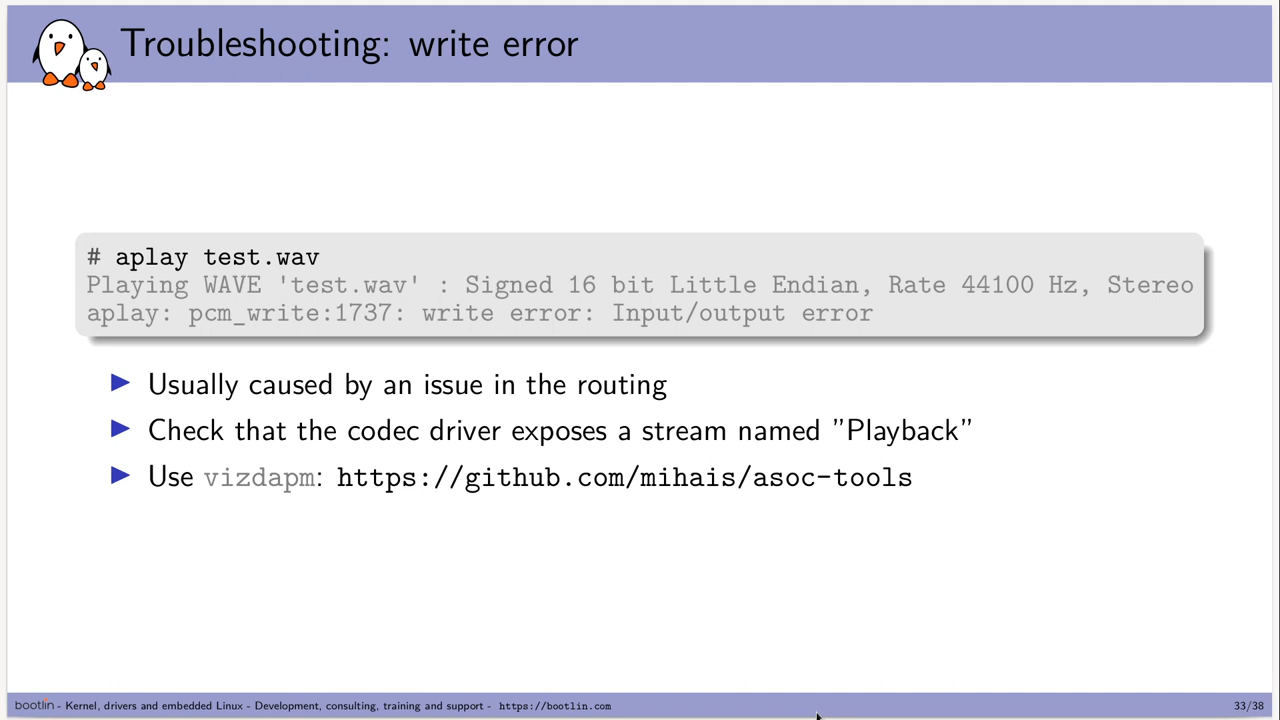 Troubleshooting: write error
# aplay test.wav
Playing WAVE 'test.wav' : Signed 16 bit Little Endian, Rate 44100 Hz, Stereo
aplay: pcm_write:1737: write error: Input/output error
Usually caused by an issue in the routing
Check that the codec driver exposes a stream named ”Playback”
Use vizdapm: https://github.com/mihais/asoc-tools
bootlin - Kernel, drivers and embedded Linux - Development, consulting, training and support - https://bootlin.com
33/38